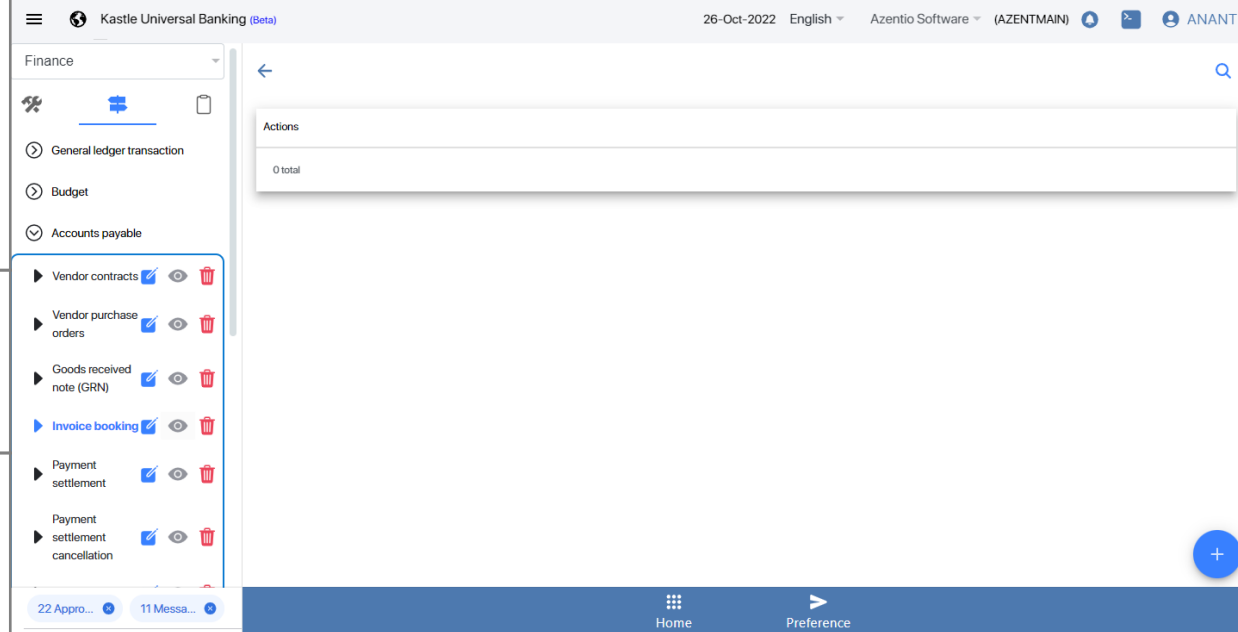 Kastle Universal Banking (Beta)
26-Oct-2022 English Azentio Software (AZENTMAIN) ANANT
Finance
General ledger transaction
Budget
Accounts payable
Vendor contracts
Vendor purchase
orders
Goods received
note (GRN)
Invoice booking
Payment
settlement
Payment
settlement
cancellation
22 Appro...
11 Messa...
Actions
0 total
Home
Preference